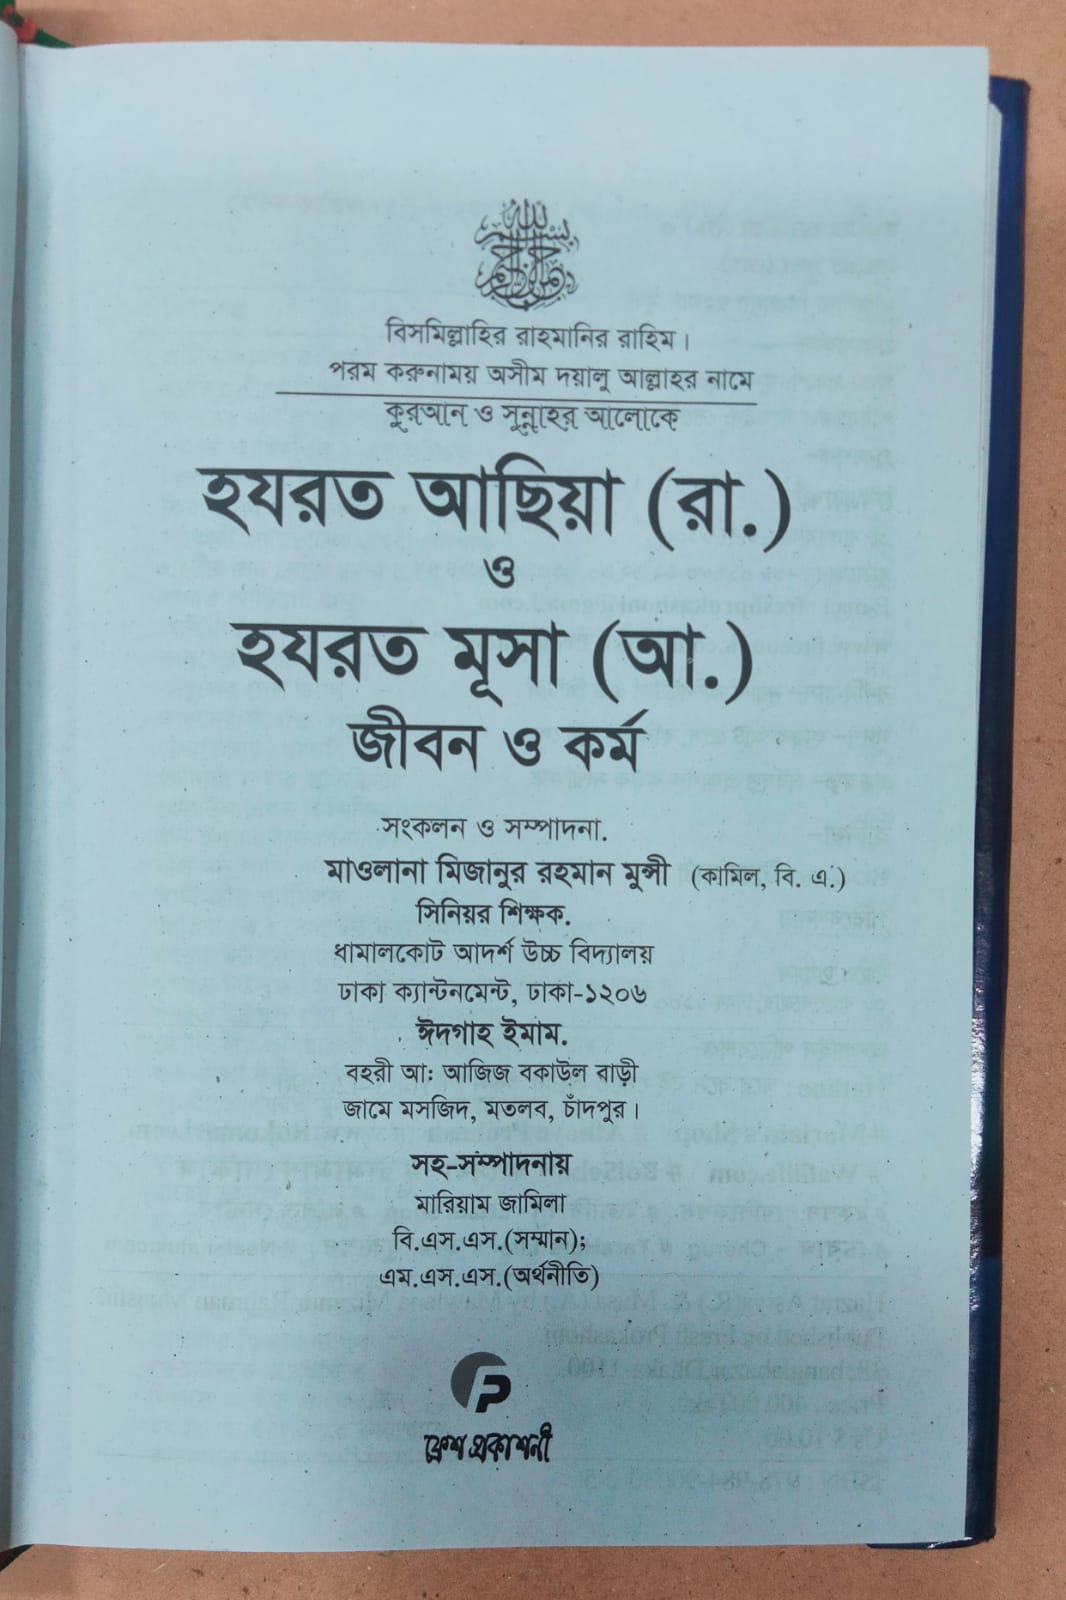 বিসমিল্লাহির রাহমানির রাহিম।
পরম করুনাময় অসীম দয়ালু আল্লাহর নামে
কুরআন ও সুন্নাহর আলোকে
হযরত আছিয়া (রা.)
ও
হযরত মূসা (আ.)
জীবন ও কর্ম
সংকলন ও সম্পাদনা.
মাওলানা মিজানুর রহমান মুন্সী (কামিল, বি. এ.)
সিনিয়র শিক্ষক.
ধামালকোট আদর্শ উচ্চ বিদ্যালয়
ঢাকা ক্যান্টনমেন্ট, ঢাকা-১২০৬
ঈদগাহ ইমাম.
বহরী আঃ আজিজ বকাউল বাড়ী
জামে মসজিদ, মতলব, চাঁদপুর।
সহ-সম্পাদনায়
মারিয়াম জামিলা
বি.এস.এস.(সম্মান);
এম.এস.এস.(অর্থনীতি)
ফ্রেশ প্রকাশনী